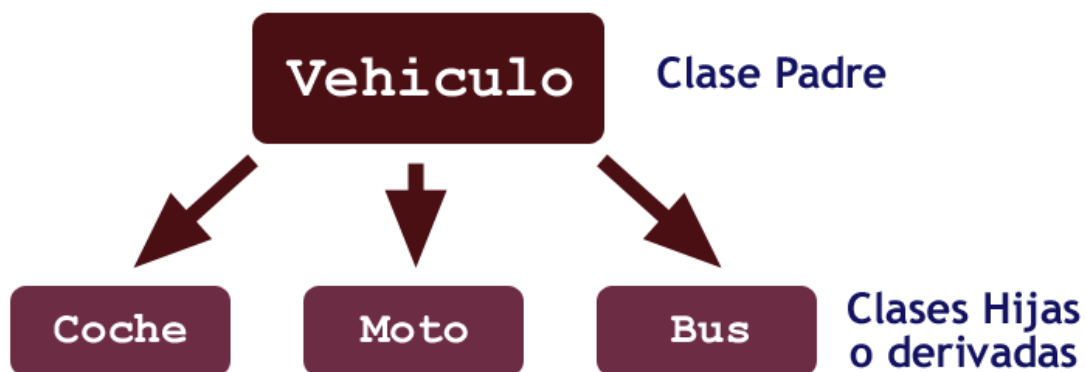 Vehiculo
Clase Padre
Coche
Moto
Bus
Clases Hijas
o derivadas